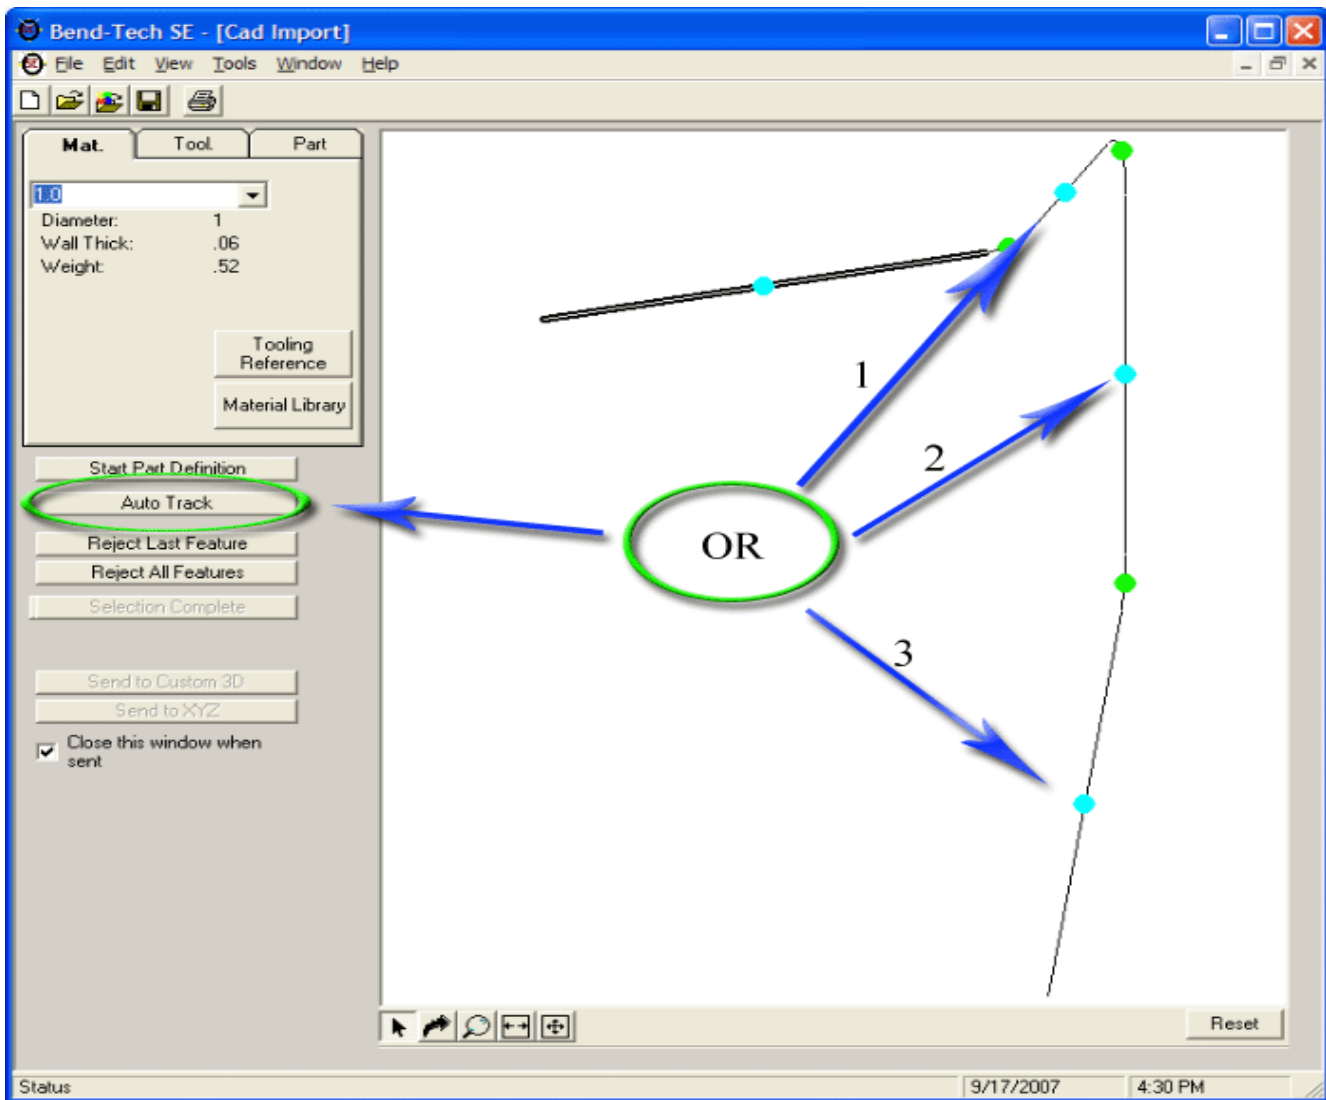 Bend-Tech SE - [Cad Import]
File Edit View Tools Window Help
Mat. Tool. Part
1.0
Diameter: 1
Wall Thick: .06
Weight: .52
Tooling
Reference
Material Library
Start Part Definition
Auto Track
Reject Last Feature
Reject All Features
Selection Complete
Send to Custom 3D
Send to XYZ
Close this window when
sent
1
2
OR
3
Reset
Status 9/17/2007 4:30 PM